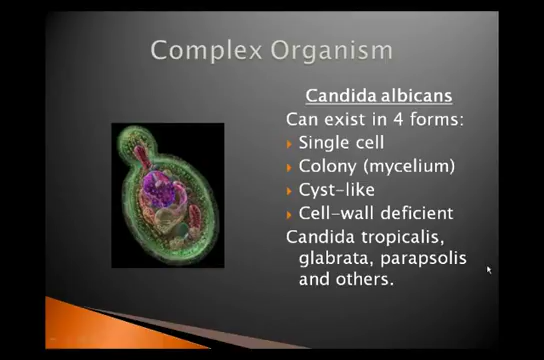 Complex Organism
Candida albicans
Can exist in 4 forms:
Single cell
Colony (mycelium)
Cyst-like
Cell-wall deficient
Candida tropicalis,
glabrata, parapsolis
and others.